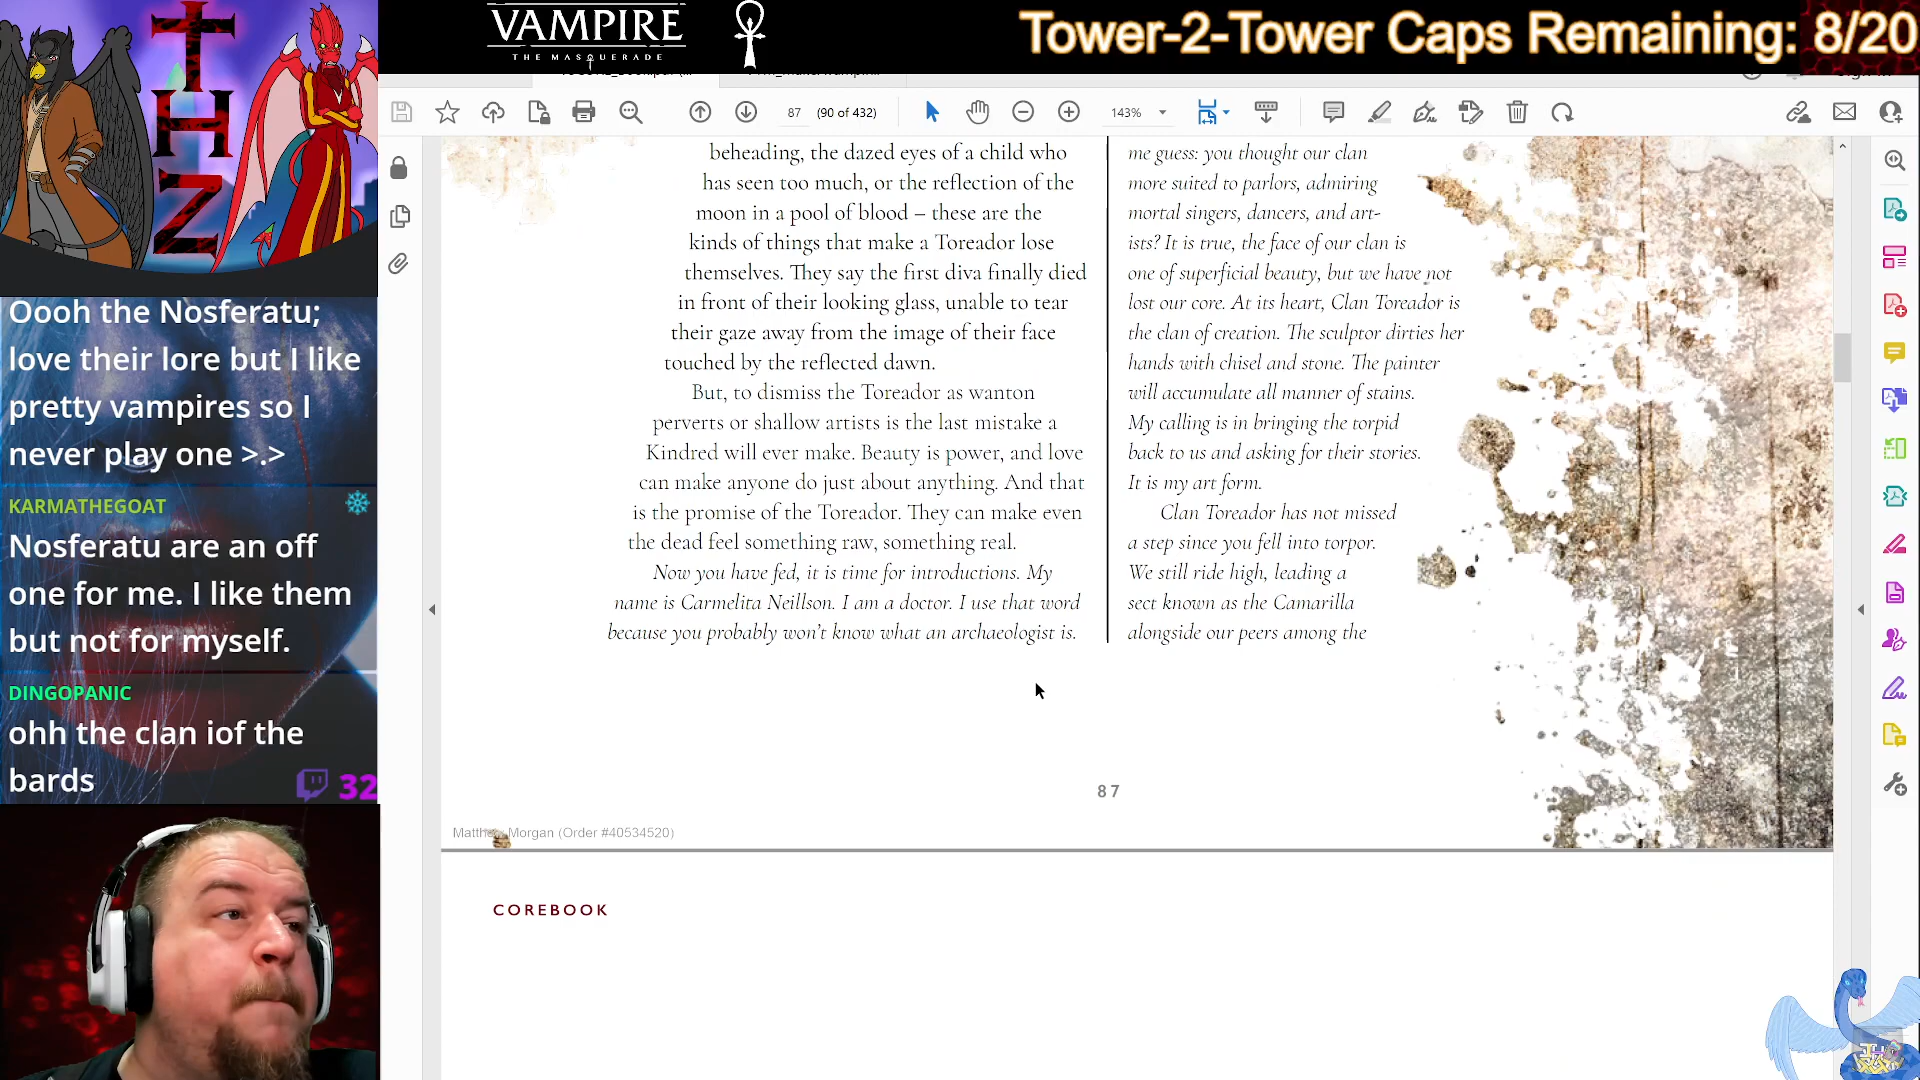 THZ
VAMPIRE
THE MASQUERADE
Tower-2-Tower Caps Remaining: 8/20
87
(90 of 432)
143%
Oooh the Nosferatu;
love their lore but I like
pretty vampires so I
never play one >.>
KARMATHEGOAT
Nosferatu are an off
one for me. I like them
but not for myself.
DINGOPANIC
ohh the clan iof the
bards
32
beheading, the dazed eyes of a child who
has seen too much, or the reflection of the
moon in a pool of blood – these are the
kinds of things that make a Toreador lose
themselves. They say the first diva finally died
in front of their looking glass, unable to tear
their gaze away from the image of their face
touched by the reflected dawn.
But, to dismiss the Toreador as wanton
perverts or shallow artists is the last mistake a
Kindred will ever make. Beauty is power, and love
can make anyone do just about anything. And that
is the promise of the Toreador. They can make even
the dead feel something raw, something real.
Now you have fed, it is time for introductions. My
name is Carmelita Neillson. I am a doctor. I use that word
because you probably won't know what an archaeologist is.
me guess: you thought our clan
more suited to parlors, admiring
mortal singers, dancers, and art-
ists? It is true, the face of our clan is
one of superficial beauty, but we have not
lost our core. At its heart, Clan Toreador is
the clan of creation. The sculptor dirties her
hands with chisel and stone. The painter
will accumulate all manner of stains.
My calling is in bringing the torpid
back to us and asking for their stories.
It is my art form.
Clan Toreador has not missed
a step since you fell into torpor.
We still ride high, leading a
sect known as the Camarilla
alongside our peers among the
87
Matthew Morgan (Order #40534520)
COREBOOK